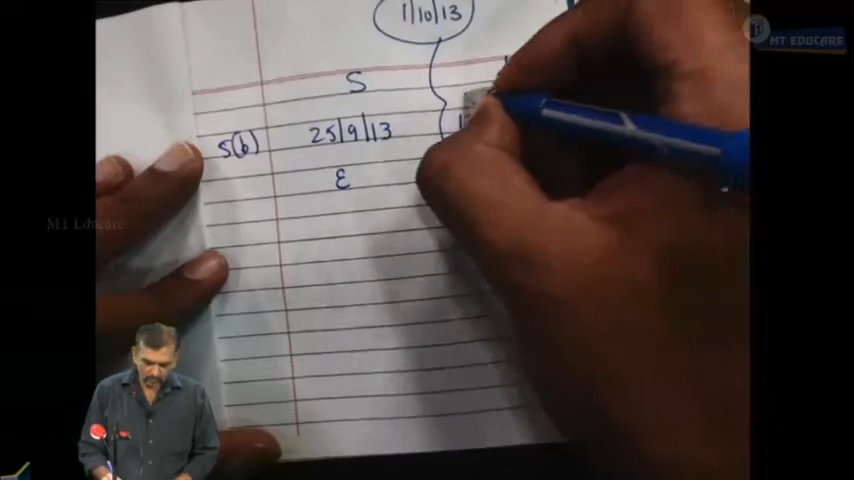 1/10/13
MT EDUCARE
S
5(b) 25/9/13
ε
MT Educare